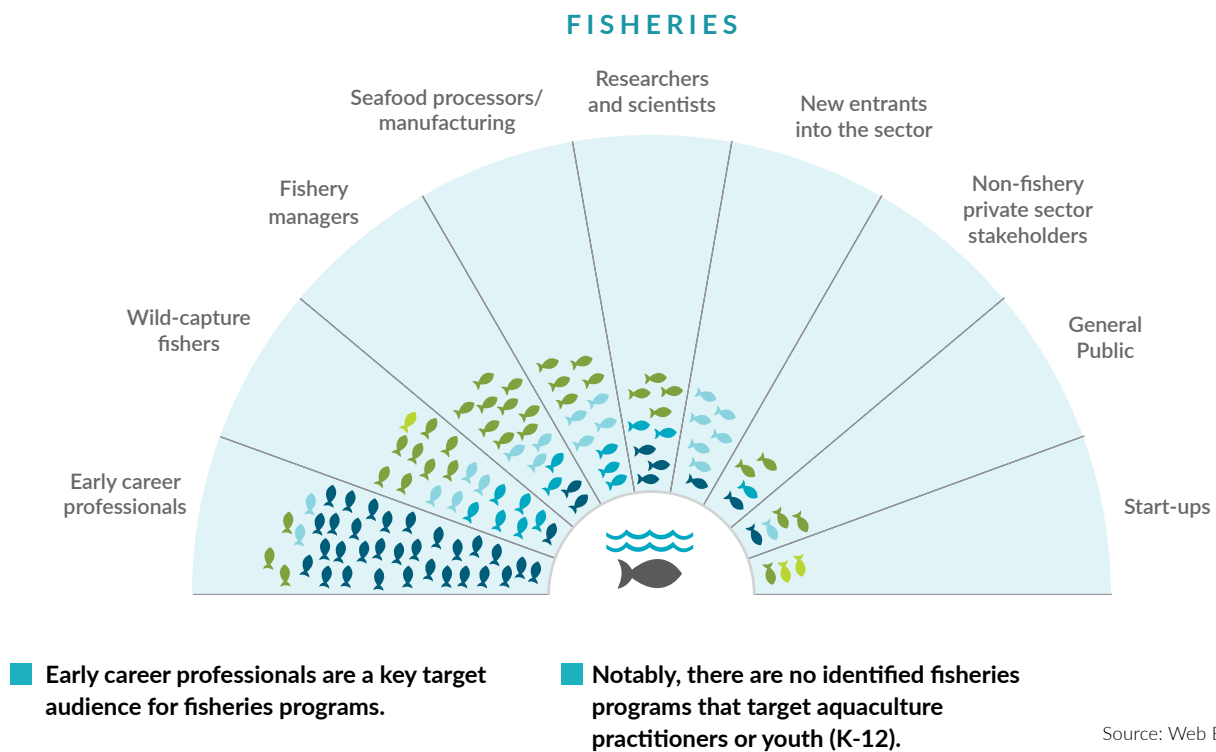 FISHERIES
Early career
professionals
Wild-capture
fishers
Fishery
managers
Seafood processors/
manufacturing
Researchers
and scientists
New entrants
into the sector
Non-fishery
private sector
stakeholders
General
Public
Start-ups
Early career professionals are a key target
audience for fisheries programs.
Notably, there are no identified fisheries
programs that target aquaculture
practitioners or youth (K-12).
Source: Web